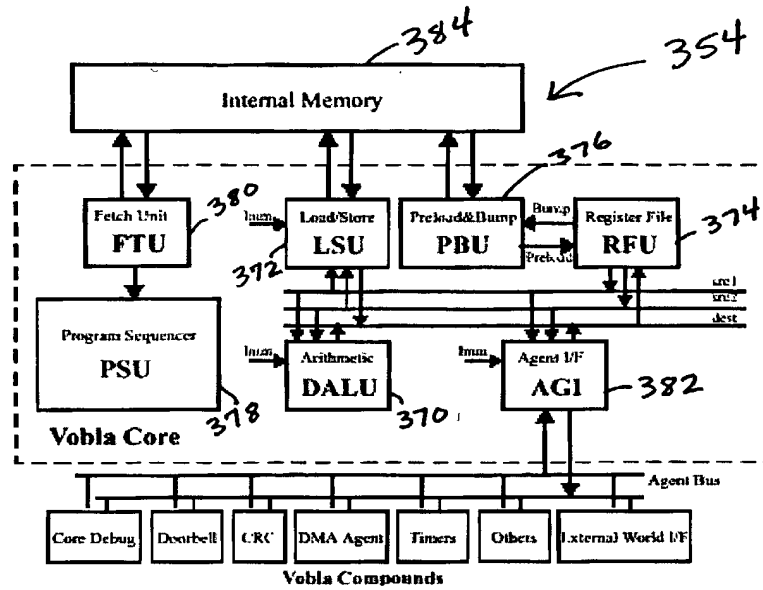 384
354
Internal Memory
376
Fetch Unit
FTU
380
Imm
Load/Store
LSU
372
Preload&Bump
PBU
Bump
Preload
Register File
RFU
374
src1
src2
dest
Program Sequencer
PSU
378
Imm
Arithmetic
DALU
370
Imm
Agent I/F
AGI
382
Vobla Core
Agent Bus
Core Debug
Doorbell
CRC
DMA Agent
Timers
Others
External World I/F
Vobla Compounds